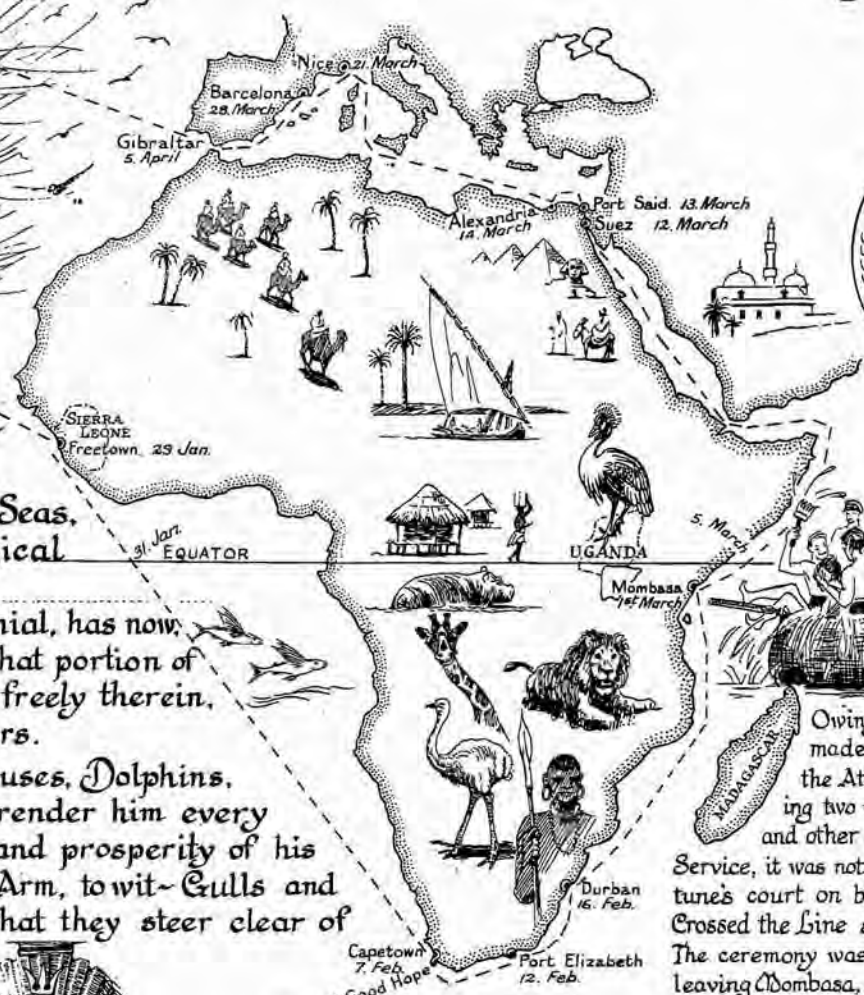 Nice 21. March
Barcelona
28. March
Gibraltar
5. April
Port Said. 13. March
Suez 12. March
Alexandria
14. March
SIERRA
LEONE
Freetown 29 Jan.
Seas,
ical
31. Jan.
EQUATOR
5. March
UGANDA
Mombasa
1st March
nial, has now,
hat portion of
freely therein,
rs.
MADAGASCAR
Owin
made
the At
ing two
and other
Service, it was not
tune's court on b
Crossed the Line
The ceremony was
leaving Mombasa,
uses, Dolphins,
render him every
and prosperity of his
Arm, to wit~Gulls and
hat they steer clear of
Durban
16. Feb.
Capetown
7. Feb.
Good Hope
Port Elizabeth
12. Feb.